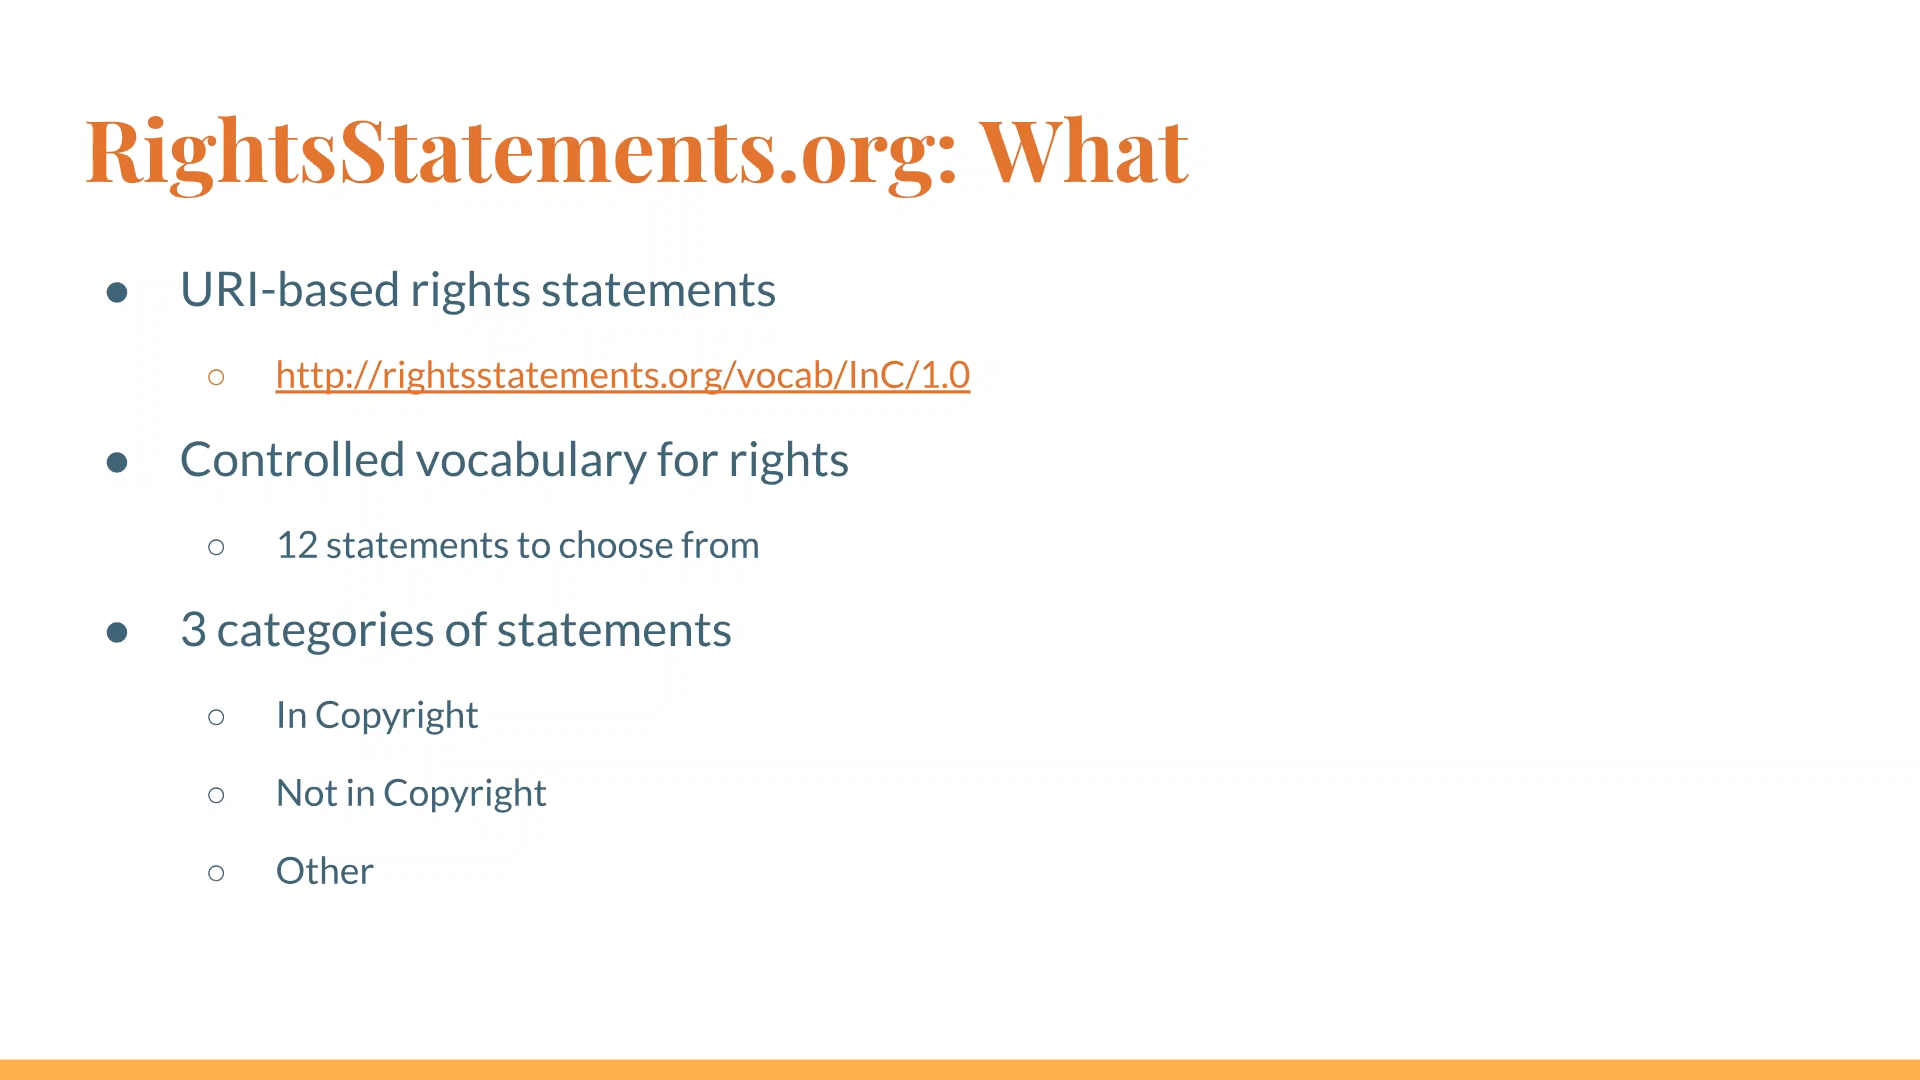 RightsStatements.org: What
● URI-based rights statements
○ http://rightsstatements.org/vocab/InC/1.0
● Controlled vocabulary for rights
○ 12 statements to choose from
● 3 categories of statements
○ In Copyright
○ Not in Copyright
○ Other